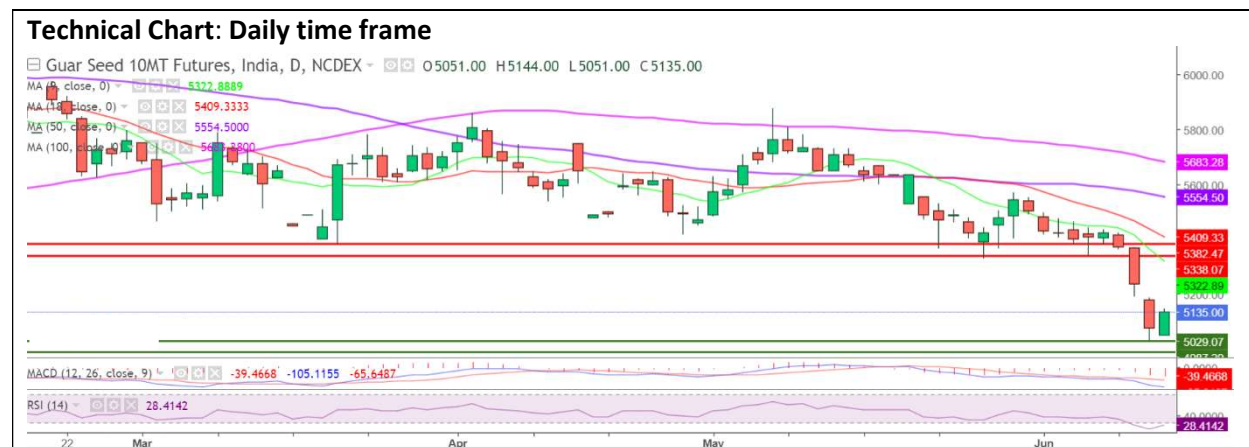 Technical Chart: Daily time frame
Guar Seed 10MT Futures, India, D, NCDEX O5051.00 H5144.00 L5051.00 C5135.00
MA (9, close, 0) 5322.8889
MA (18, close, 0) 5409.3333
MA (50, close, 0) 5554.5000
MA (100, close, 0)
6000.00
5800.00
5683.28
5600.00
5554.50
5409.33
5382.47
5338.07
5322.89
5200.00
5135.00
5029.07
MACD (12, 26, close, 9) -39.4668 -105.1155 -65.6487
0.0000
-39.4668
RSI (14) 28.4142
40.0000
28.4142
22 Mar Apr May Jun